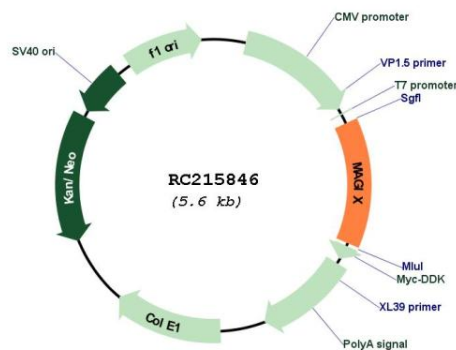 CMV promoter
VP1.5 primer
T7 promoter
SgfI
MAGI X
MluI
Myc-DDK
XL39 primer
PolyA signal
Col E1
Kan/Neo
SV40 ori
f1 ori
RC215846
(5.6 kb)